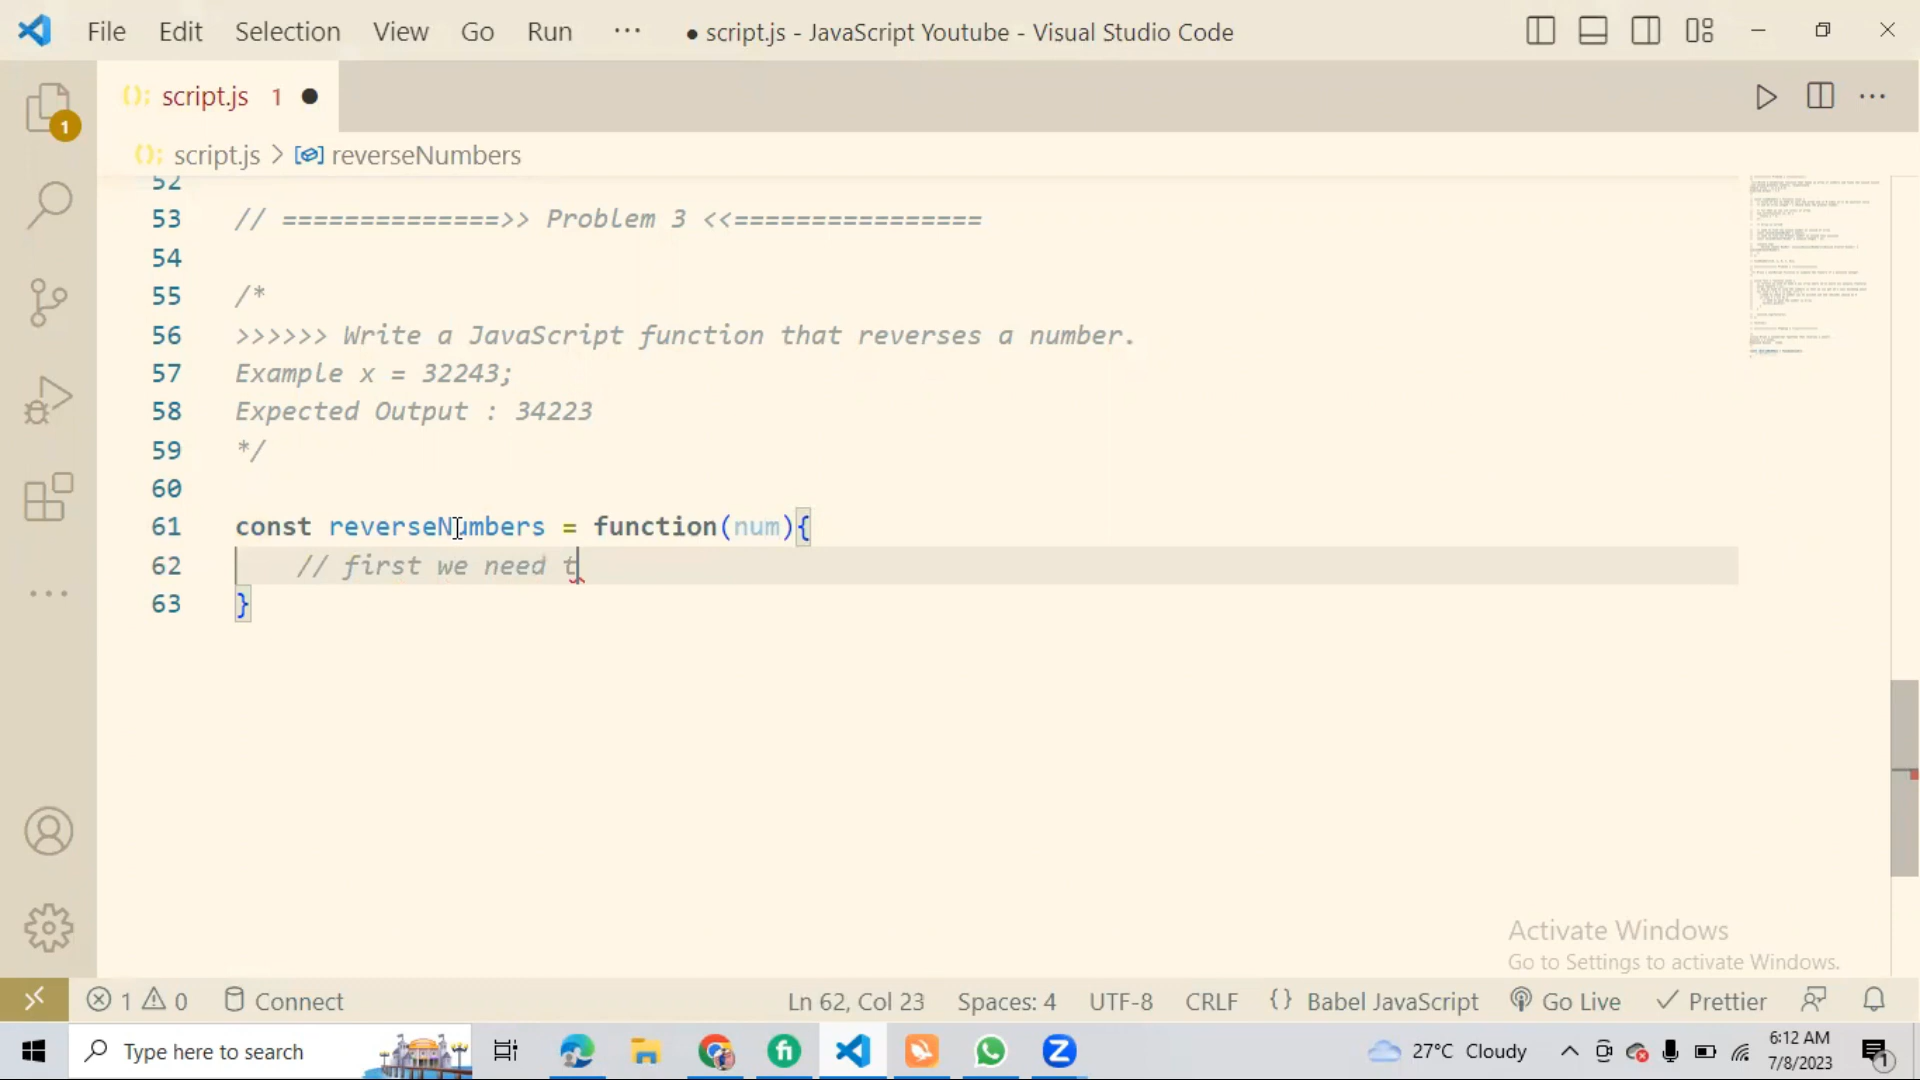 File Edit Selection View Go Run ··· ● script.js - JavaScript Youtube - Visual Studio Code
script.js 1 ●
script.js > reverseNumbers
1
52
53 // ==============>> Problem 3 <<================
54
55 /*
56 >>>>>> Write a JavaScript function that reverses a number.
57 Example x = 32243;
58 Expected Output : 34223
59 */
60
61 const reverseNumbers = function(num){
62 // first we need t
63 }
Activate Windows
Go to Settings to activate Windows.
1 0 Connect Ln 62, Col 23 Spaces: 4 UTF-8 CRLF {} Babel JavaScript Go Live Prettier
Type here to search 27°C Cloudy 6:12 AM
7/8/2023
1